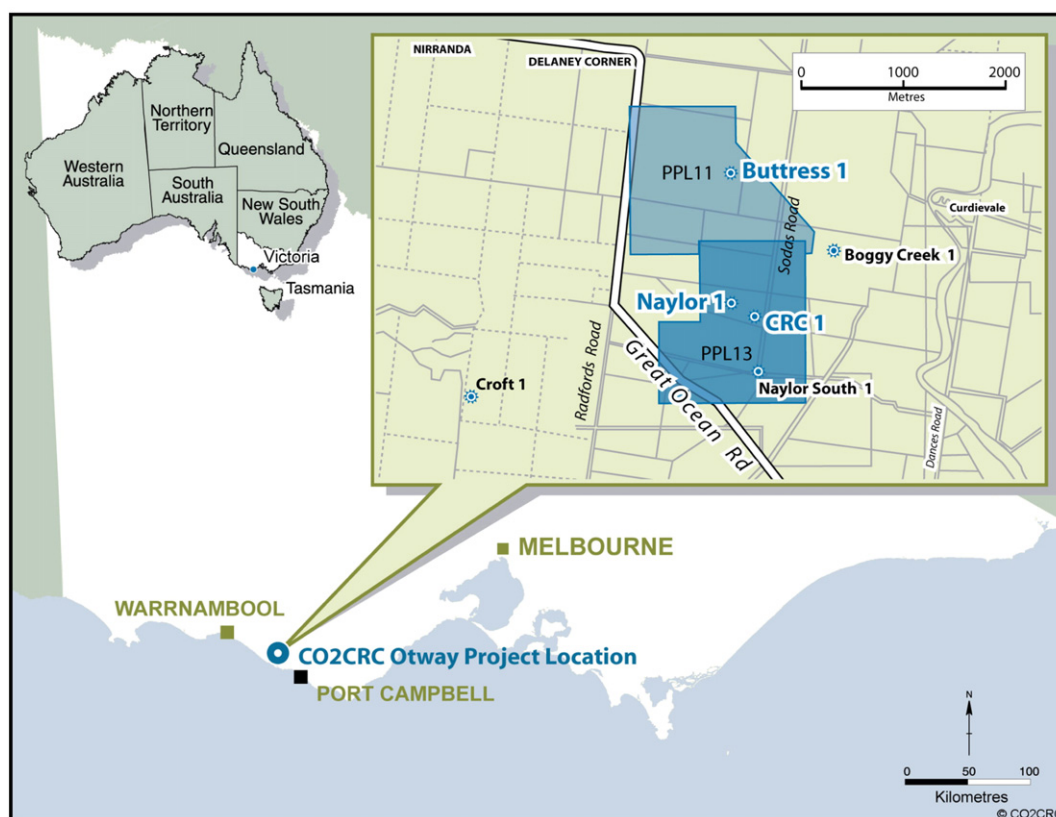 Northern
Territory
Queensland
Western
Australia
South
Australia
New South
Wales
Victoria
Tasmania
NIRRANDA
DELANEY CORNER
0 1000 2000
Metres
PPL11
Buttress 1
Curdievale
Sodas Road
Boggy Creek 1
Naylor 1
CRC 1
Radfords Road
PPL13
Great Ocean Rd
Naylor South 1
Croft 1
Dances Road
MELBOURNE
WARRNAMBOOL
CO2CRC Otway Project Location
PORT CAMPBELL
N
0 50 100
Kilometres
© CO2CRC